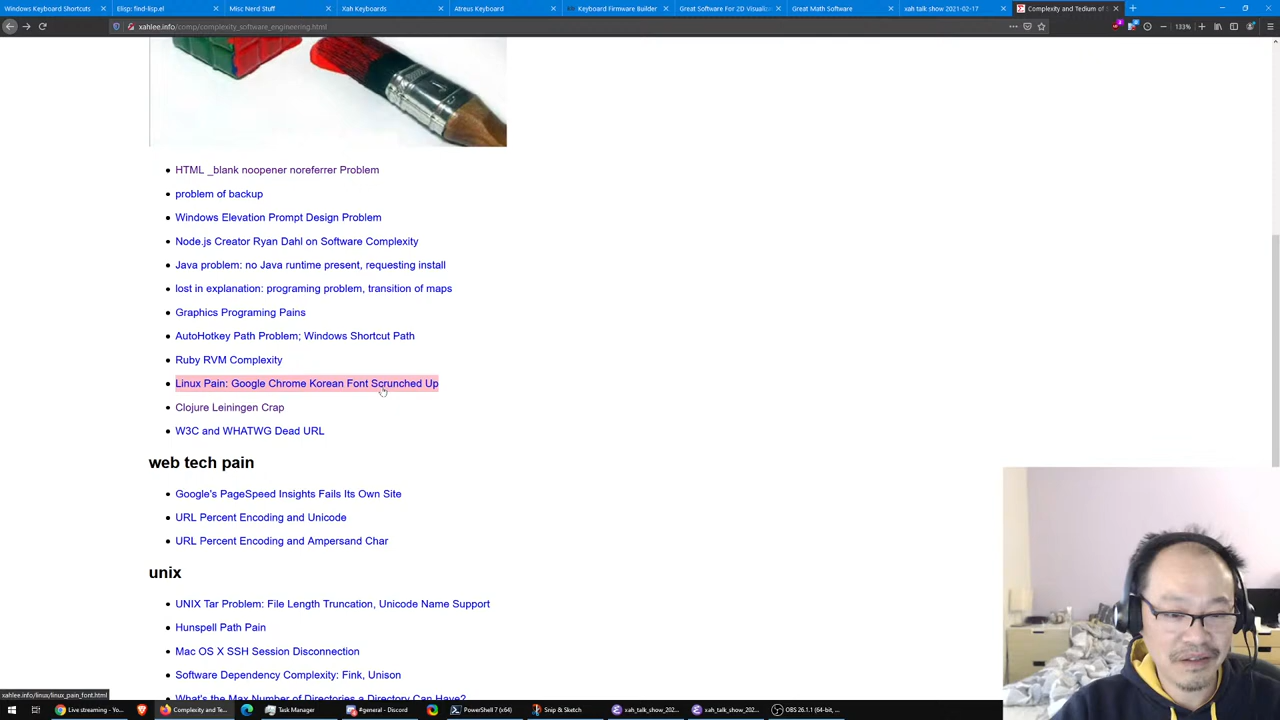 Windows Keyboard Shortcuts
Elisp: find-lisp.el
Misc Nerd Stuff
Xah Keyboards
Atreus Keyboard
Keyboard Firmware Builder
Great Software For 2D Visualiz
Great Math Software
xah talk show 2021-02-17
Complexity and Tedium of
xahlee.info/comp/complexity_software_engineering.html
133%
HTML _blank noopener noreferrer Problem
problem of backup
Windows Elevation Prompt Design Problem
Node.js Creator Ryan Dahl on Software Complexity
Java problem: no Java runtime present, requesting install
lost in explanation: programing problem, transition of maps
Graphics Programing Pains
AutoHotkey Path Problem; Windows Shortcut Path
Ruby RVM Complexity
Linux Pain: Google Chrome Korean Font Scrunched Up
Clojure Leiningen Crap
W3C and WHATWG Dead URL
web tech pain
Google's PageSpeed Insights Fails Its Own Site
URL Percent Encoding and Unicode
URL Percent Encoding and Ampersand Char
unix
UNIX Tar Problem: File Length Truncation, Unicode Name Support
Hunspell Path Pain
Mac OS X SSH Session Disconnection
Software Dependency Complexity: Fink, Unison
What's the Max Number of Directories a Directory Can Have?
xahlee.info/linux/linux_pain_font.html
Live streaming - Yo...
Complexity and Te...
Task Manager
#general - Discord
PowerShell 7 (x64)
Snip & Sketch
xah_talk_show_202...
xah_talk_show_202...
OBS 26.1.1 (64-bit, ...